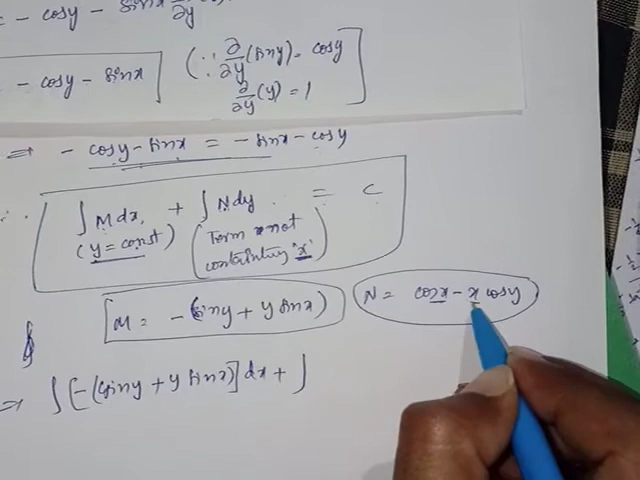 = - cosy - sinx ∂/∂y
- cosy - sinx (∵ ∂/∂y (siny) = cosy
∂/∂y (y) = 1 ]
⇒ - cosy - sinx = - sinx - cosy
∴ ∫ M dx + ∫ N dy = C
(y = const) (Term not containing "x")
M = - (siny + y sinx) N = cosx - x cosy
⇒ ∫ [-(siny + y sinx)] dx + ∫